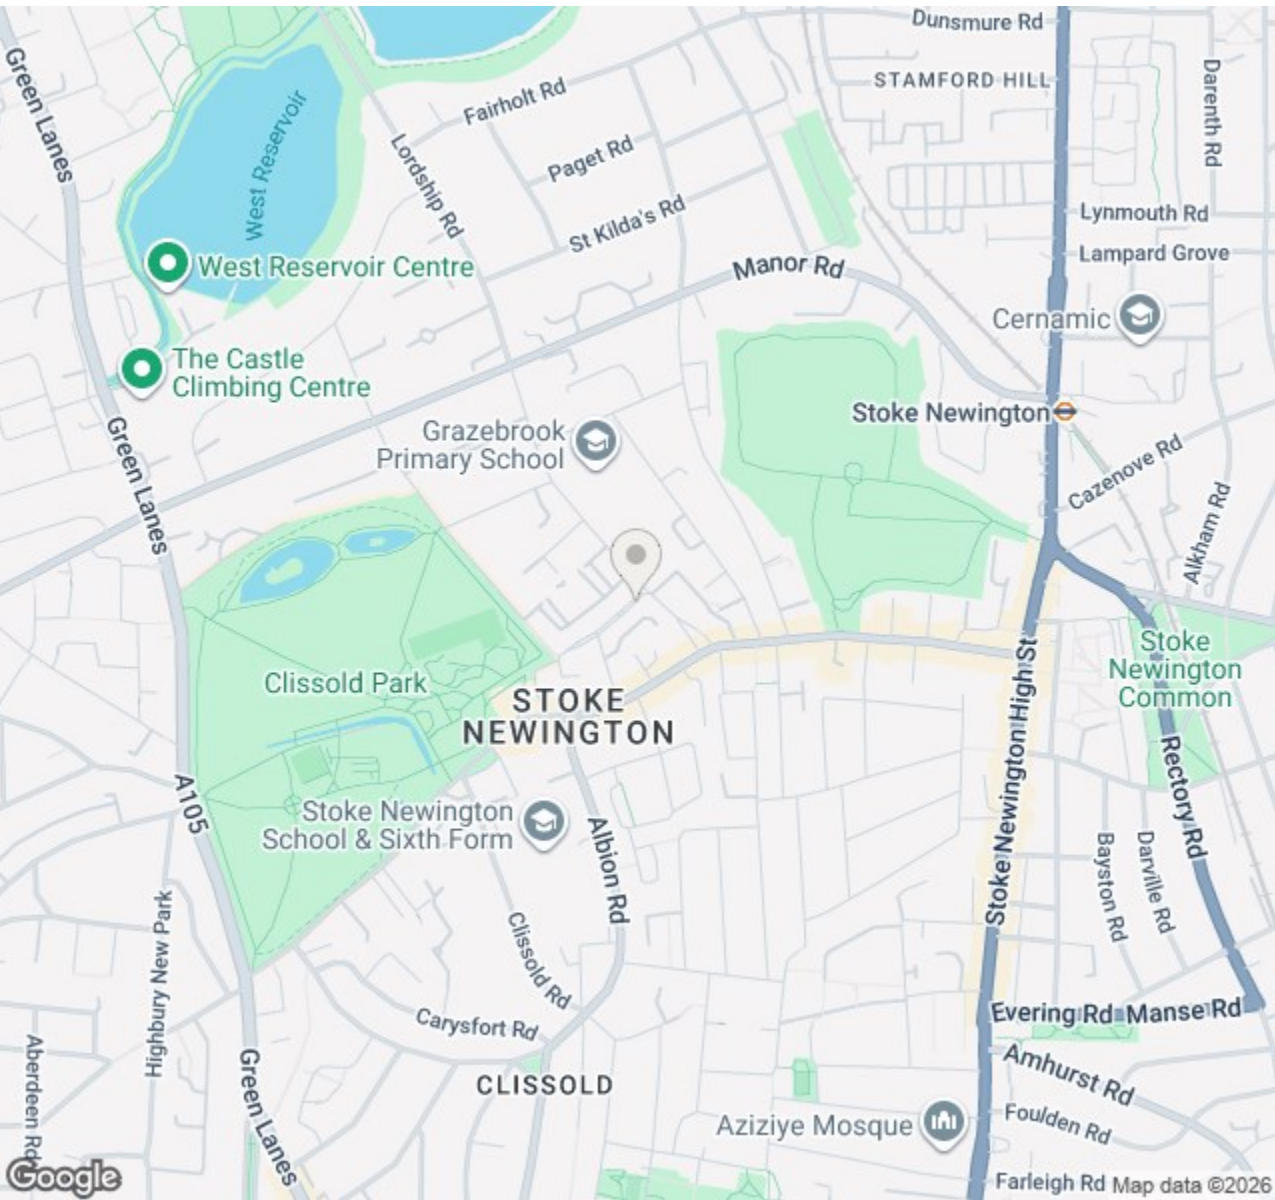 Dunsmure Rd
Green Lanes
STAMFORD HILL
Darenth Rd
Fairholt Rd
West Reservoir
Lordship Rd
Paget Rd
St Kilda's Rd
Lynmouth Rd
Lampard Grove
Manor Rd
West Reservoir Centre
Cernamic
The Castle
Climbing Centre
Stoke Newington
Grazebrook
Primary School
Green Lanes
Cazenove Rd
Alkham Rd
Clissold Park
STOKE
NEWINGTON
Stoke
Newington
Common
Stoke Newington High St
Rectory Rd
A105
Stoke Newington
School & Sixth Form
Albion Rd
Bayston Rd
Darville Rd
Highbury New Park
Clissold Rd
Carysfort Rd
Evering Rd
Manse Rd
Aberdeen Rd
Green Lanes
Amhurst Rd
CLISSOLD
Foulden Rd
Aziziye Mosque
Farleigh Rd
Google
Map data ©2026